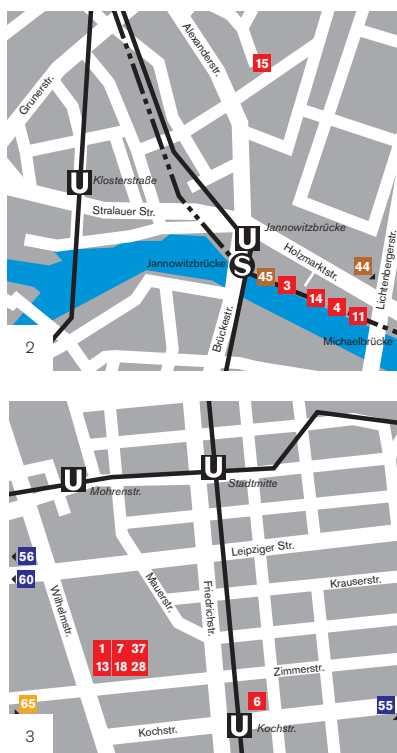 Alexanderstr.
15
Grunerstr.
U Klosterstraße
Stralauer Str.
U Jannowitzbrücke
Jannowitzbrücke S
Holzmarktstr.
44
45
3
14
4
11
Lichtenbergerstr.
Brückestr.
Michaelbrücke
2
U Mohrenstr.
U Stadtmitte
Leipziger Str.
56
60
Krauserstr.
Wilhelmstr.
Mauerstr.
Friedrichstr.
1 7 37
13 18 28
Zimmerstr.
65
6
55
Kochstr.
U Kochstr.
3